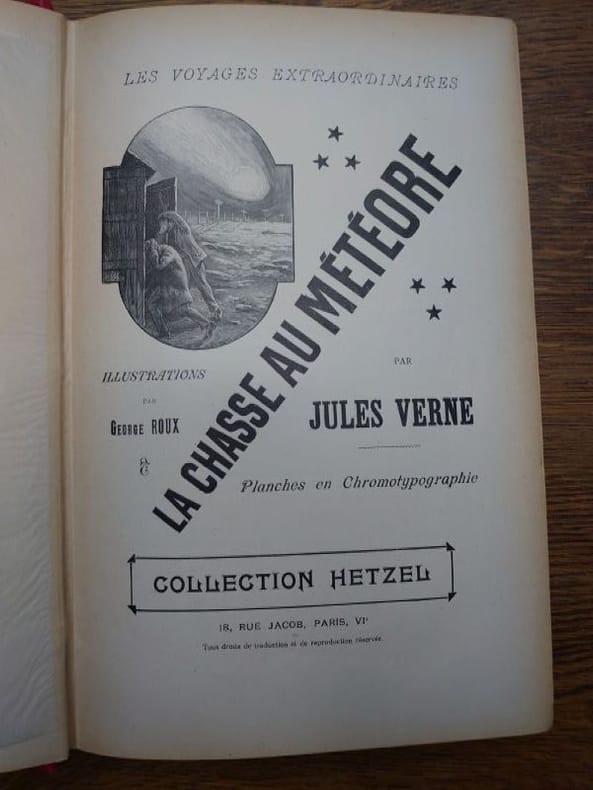 LES VOYAGES EXTRAORDINAIRES
LA CHASSE AU MÉTÉORE
PAR
JULES VERNE
ILLUSTRATIONS
PAR
GEORGE ROUX
Planches en Chromotypographie
COLLECTION HETZEL
18, RUE JACOB, PARIS, VIe
Tous droits de traduction et de reproduction réservés.